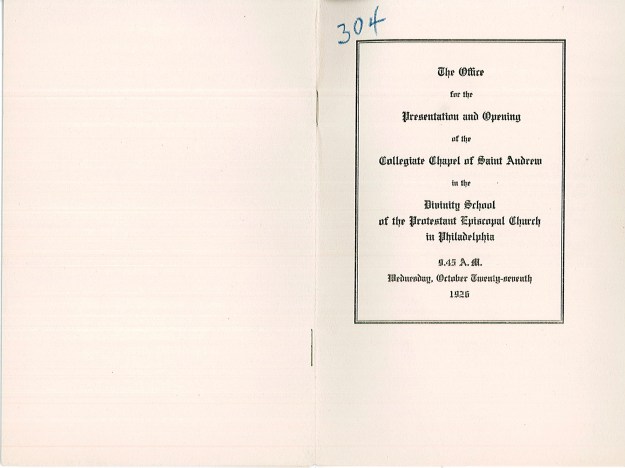 304
The Office
for the
Presentation and Opening
of the
Collegiate Chapel of Saint Andrew
in the
Divinity School
of the Protestant Episcopal Church
in Philadelphia
9.45 A. M.
Wednesday, October Twenty-seventh
1926